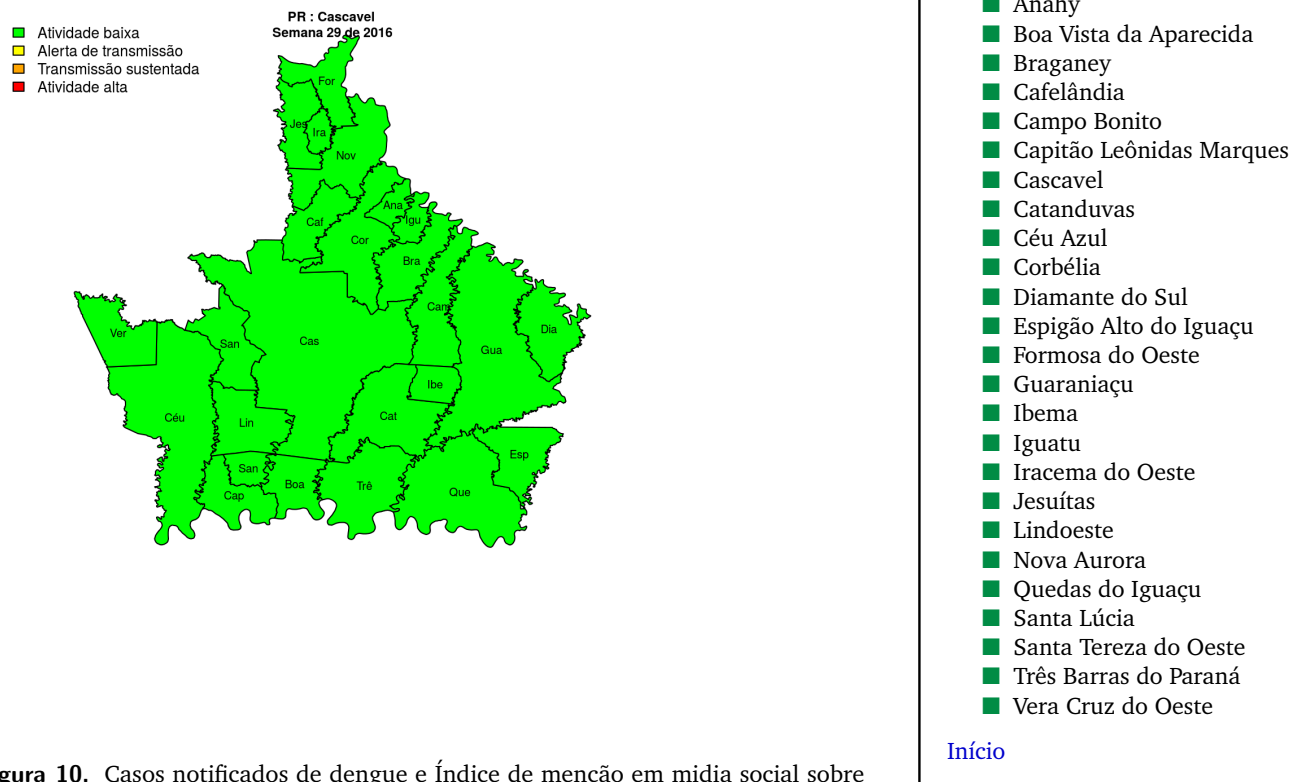 PR : Cascavel
Semana 29 de 2016
Atividade baixa
Alerta de transmissão
Transmissão sustentada
Atividade alta
For
Jes
Ira
Nov
Ana
Igu
Caf
Cor
Bra
Cam
Ver
San
Cas
Gua
Dia
Ibe
Céu
Lin
Cat
Esp
San
Boa
Trê
Que
Cap
gura 10. Casos notificados de dengue e Índice de menção em midia social sobre
Anahy
Boa Vista da Aparecida
Braganey
Cafelândia
Campo Bonito
Capitão Leônidas Marques
Cascavel
Catanduvas
Céu Azul
Corbélia
Diamante do Sul
Espigão Alto do Iguaçu
Formosa do Oeste
Guaraniaçu
Ibema
Iguatu
Iracema do Oeste
Jesuítas
Lindoeste
Nova Aurora
Quedas do Iguaçu
Santa Lúcia
Santa Tereza do Oeste
Três Barras do Paraná
Vera Cruz do Oeste
Início